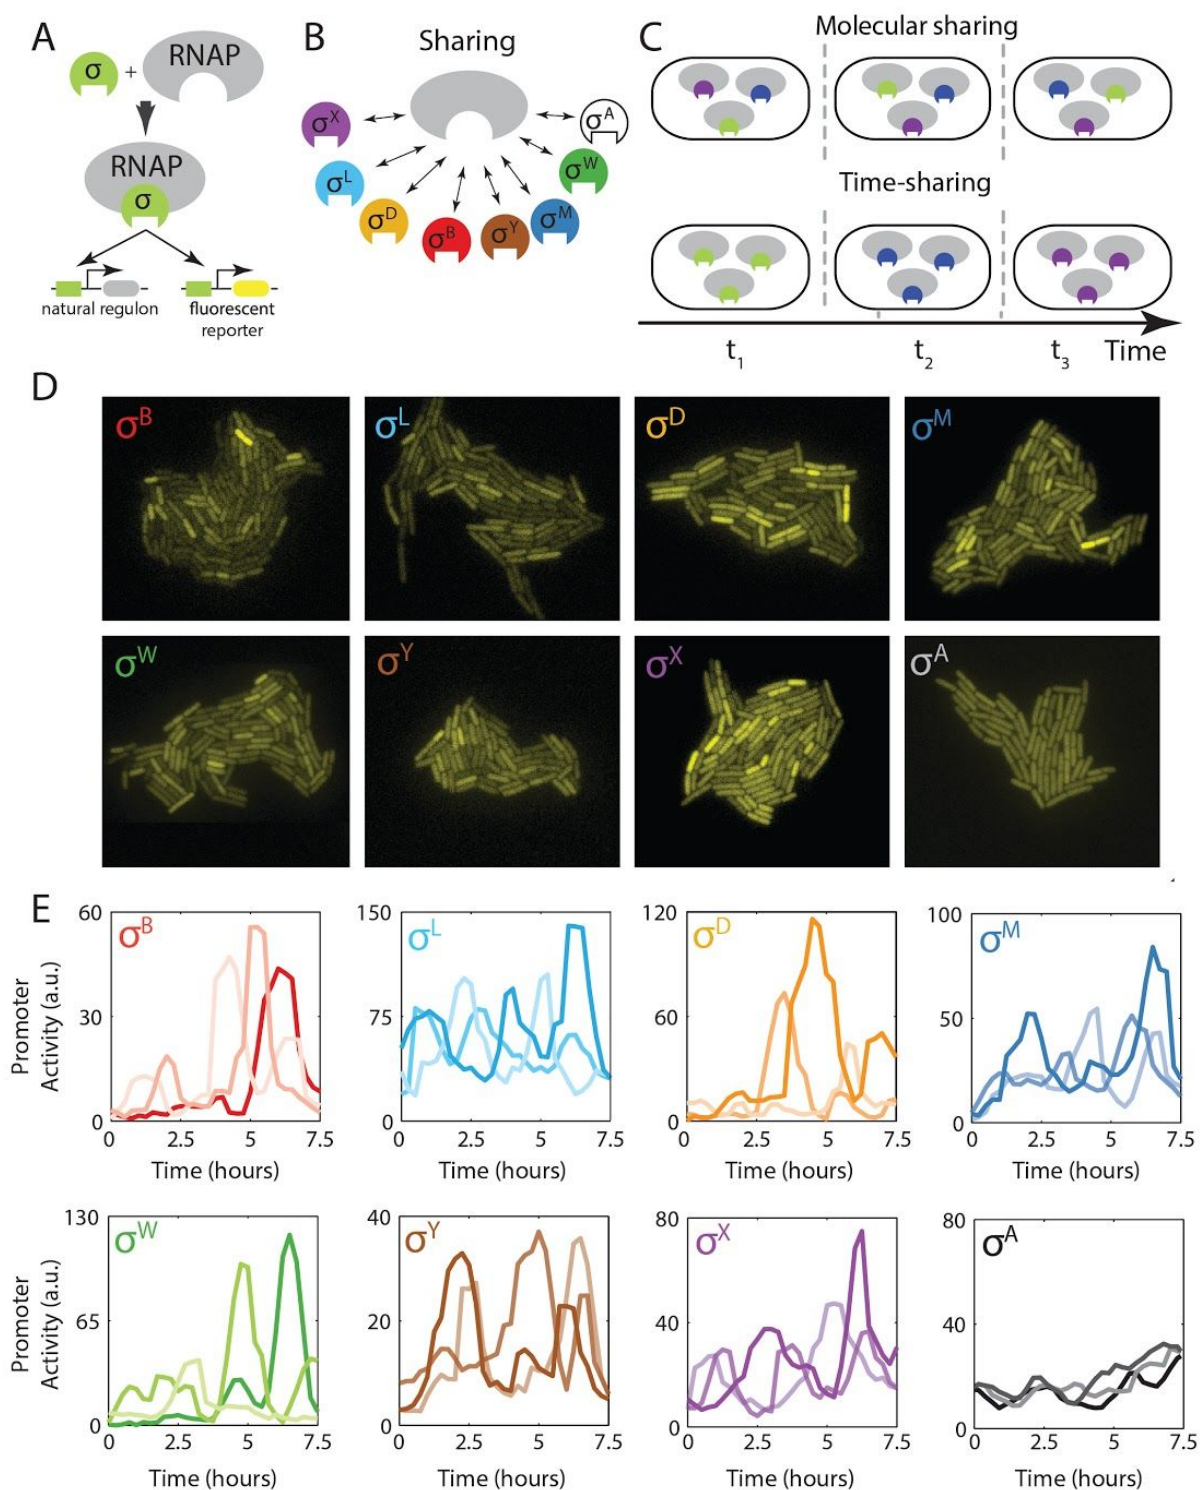 A
B
C
σ
+
RNAP
RNAP
σ
natural regulon
fluorescent
reporter
Sharing
σX
σL
σD
σB
σY
σM
σW
σA
Molecular sharing
Time-sharing
t1
t2
t3
Time
D
σB
σL
σD
σM
σW
σY
σX
σA
E
Promoter
Activity (a.u.)
σB
60
30
0
0 2.5 5 7.5
Time (hours)
σL
150
75
0
0 2.5 5 7.5
Time (hours)
σD
120
60
0
0 2.5 5 7.5
Time (hours)
σM
100
50
0
0 2.5 5 7.5
Time (hours)
Promoter
Activity (a.u.)
σW
130
65
0
0 2.5 5 7.5
Time (hours)
σY
40
20
0
0 2.5 5 7.5
Time (hours)
σX
80
40
0
0 2.5 5 7.5
Time (hours)
σA
80
40
0
0 2.5 5 7.5
Time (hours)